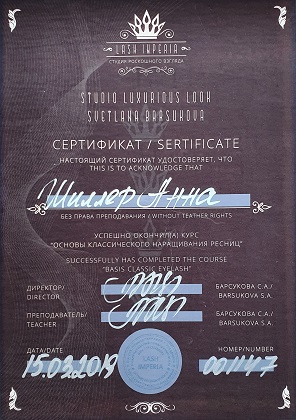 LASH IMPERIA
СТУДИЯ РОСКОШНОГО ВЗГЛЯДА
STUDIO LUXURIOUS LOOK
SVETLANA BARSUKOVA
СЕРТИФИКАТ / SERTIFICATE
НАСТОЯЩИЙ СЕРТИФИКАТ УДОСТОВЕРЯЕТ, ЧТО
THIS IS TO ACKNOWLEDGE THAT
Шиллер Анна
БЕЗ ПРАВА ПРЕПОДАВАНИЯ / WITHOUT TEATHER RIGHTS
УСПЕШНО ОКОНЧИЛ(А) КУРС
"ОСНОВЫ КЛАССИЧЕСКОГО НАРАЩИВАНИЯ РЕСНИЦ"
SUCCESSFULLY HAS COMPLETED THE COURSE
"BASIS CLASSIC EYELASH"
ДИРЕКТОР/ БАРСУКОВА С.А./
DIRECTOR BARSUKOVA S.A.
ПРЕПОДАВАТЕЛЬ/ БАРСУКОВА С.А./
TEACHER BARSUKOVA S.A.
ДАТА/DATE НОМЕР/NUMBER
15.03.2019 001147
LASH
IMPERIA